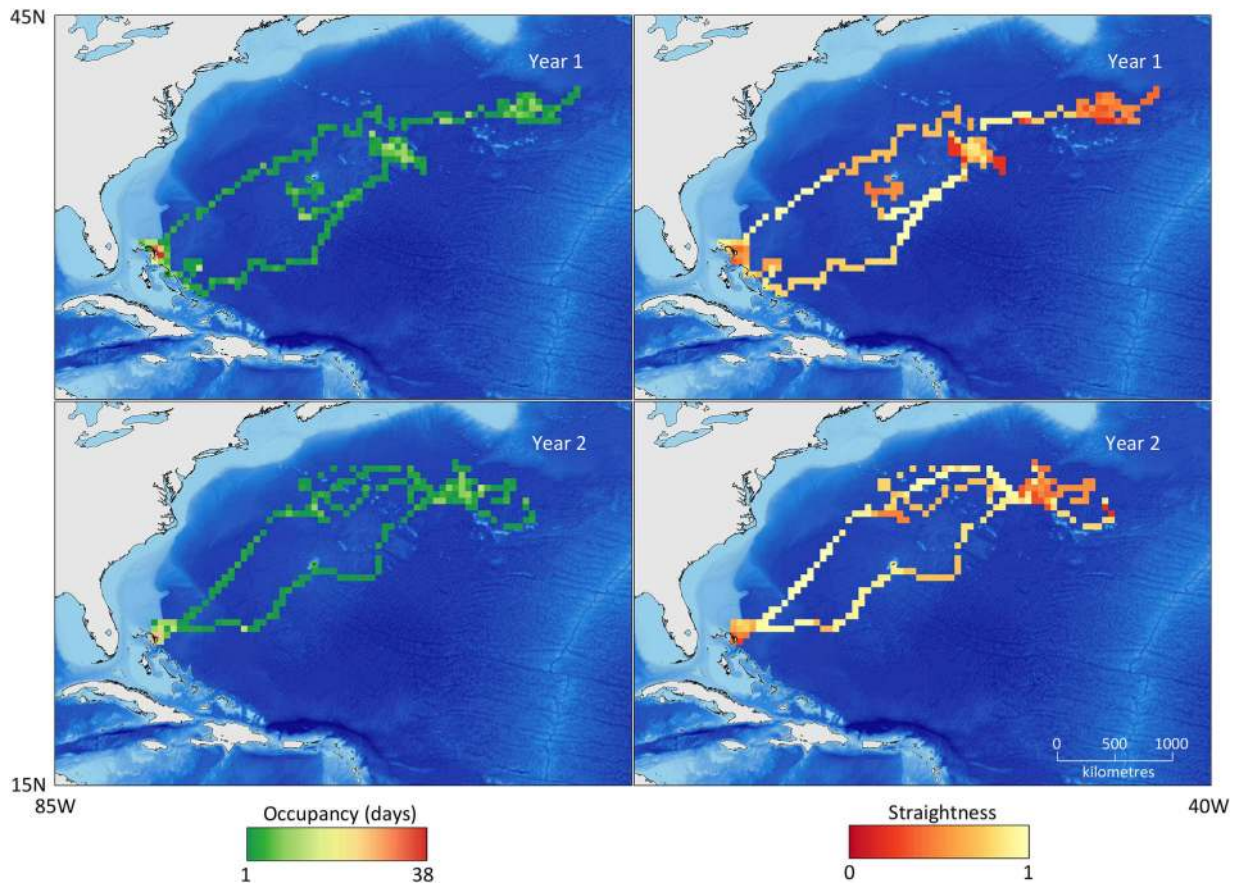 45N
Year 1
Year 1
Year 2
Year 2
0 500 1000
kilometres
15N
85W
40W
Occupancy (days)
1 38
Straightness
0 1